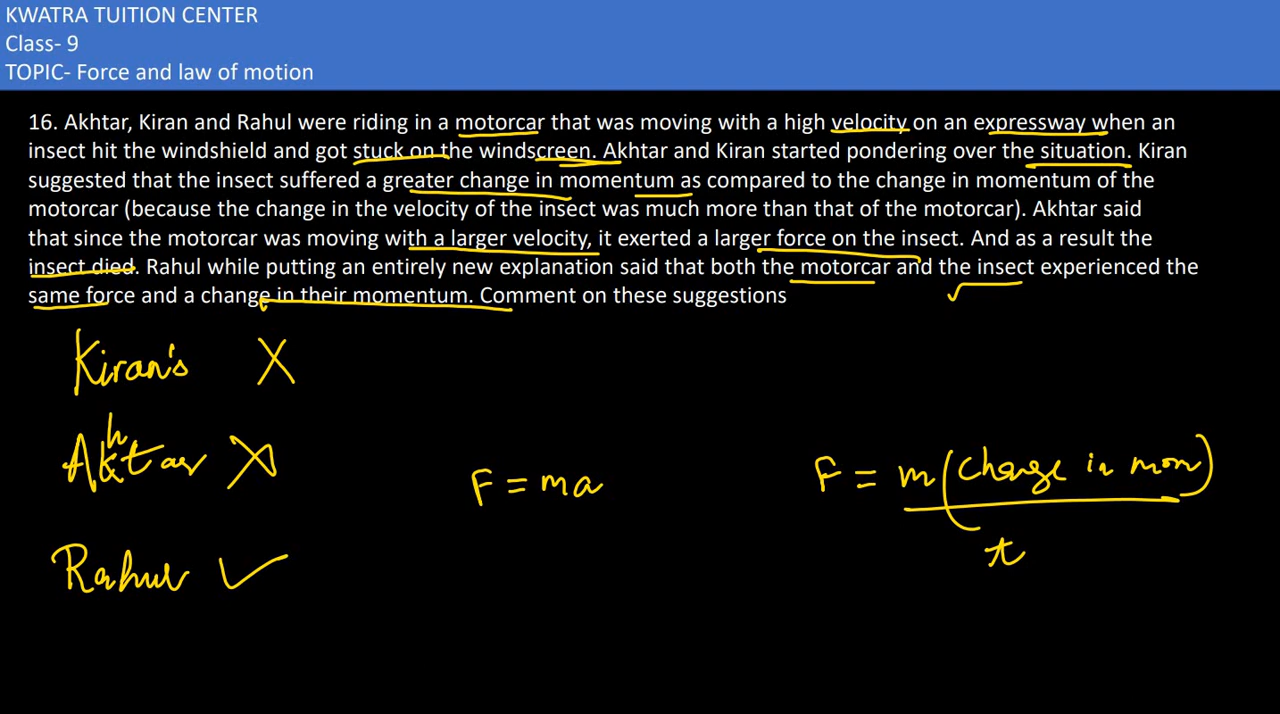 KWATRA TUITION CENTER
Class- 9
TOPIC- Force and law of motion
16. Akhtar, Kiran and Rahul were riding in a motorcar that was moving with a high velocity on an expressway when an
insect hit the windshield and got stuck on the windscreen. Akhtar and Kiran started pondering over the situation. Kiran
suggested that the insect suffered a greater change in momentum as compared to the change in momentum of the
motorcar (because the change in the velocity of the insect was much more than that of the motorcar). Akhtar said
that since the motorcar was moving with a larger velocity, it exerted a larger force on the insect. And as a result the
insect died. Rahul while putting an entirely new explanation said that both the motorcar and the insect experienced the
same force and a change in their momentum. Comment on these suggestions
Kiran's X
Akhtar X
F = ma
F = m(change in mom)
t
Rahul ✓